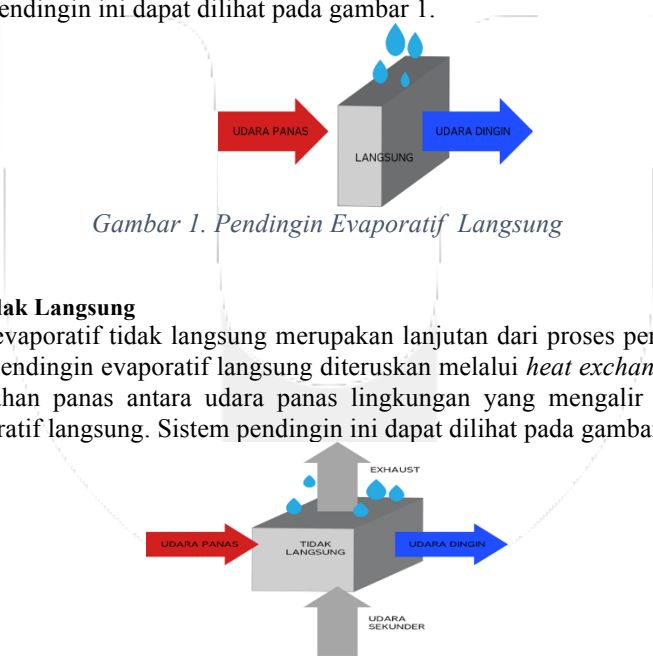 endingin ini dapat dilihat pada gambar 1.
UDARA PANAS
UDARA DINGIN
LANGSUNG
Gambar 1. Pendingin Evaporatif Langsung
dak Langsung
evaporatif tidak langsung merupakan lanjutan dari proses per
pendingin evaporatif langsung diteruskan melalui heat exchan
ahan panas antara udara panas lingkungan yang mengalir
ratif langsung. Sistem pendingin ini dapat dilihat pada gambar
EXHAUST
UDARA PANAS
TIDAK
LANGSUNG
UDARA DINGIN
UDARA
SEKUNDER